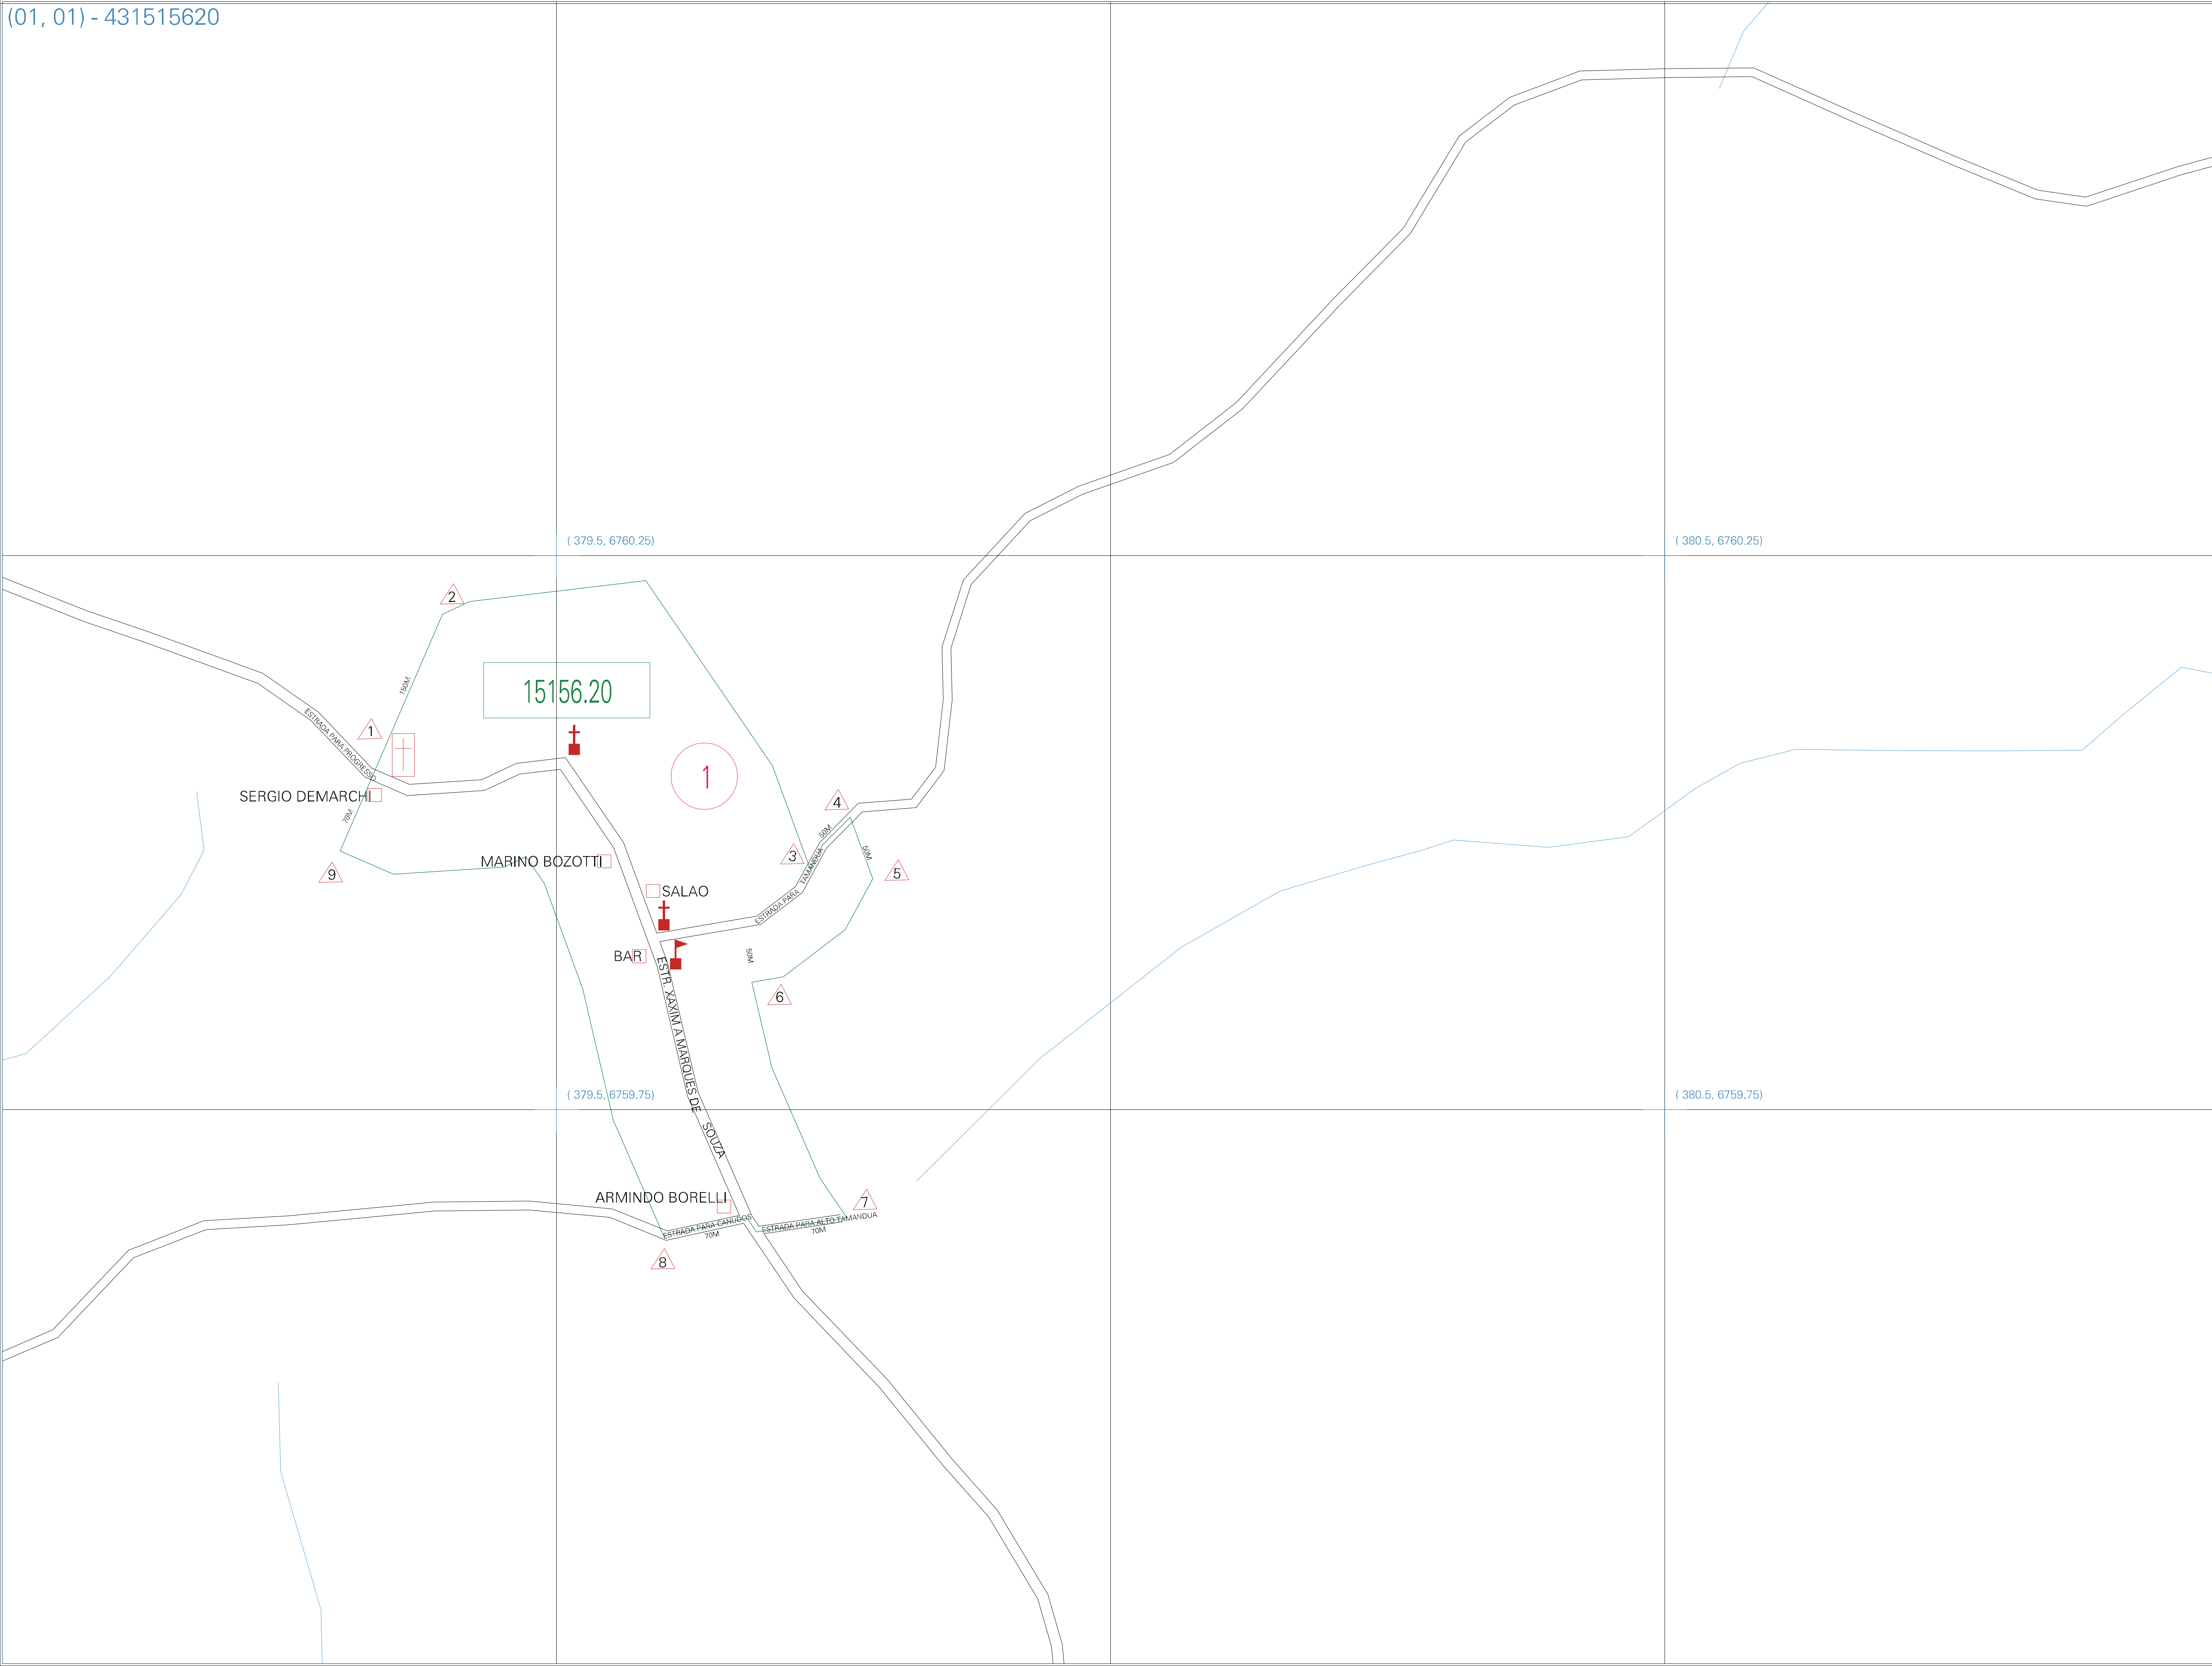 (01, 01) - 431515620
( 379.5, 6760.25)
( 380.5, 6760.25)
2
150M
15156.20
1
ESTRADA PARA PROGRESSO
1
SERGIO DEMARCHI
70M
4
50M
3
50M
TAMANDUA
MARINO BOZOTTI
9
5
SALAO
ESTRADA PARA
BAR
50M
6
ESTR. XAXIM A MARQUES DE SOUZA
( 379.5, 6759.75)
( 380.5, 6759.75)
ARMINDO BORELLI
7
ESTRADA PARA CANUDOS
ESTRADA PARA ALTO TAMANDUA
70M
70M
8